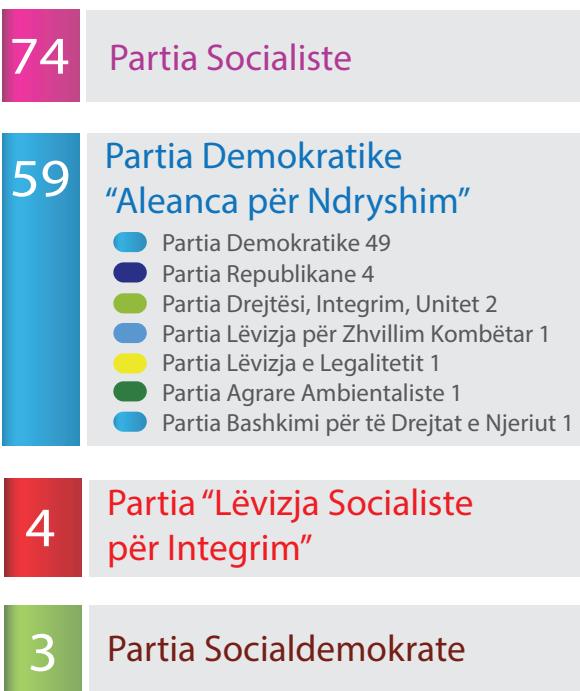 74 Partia Socialiste
59 Partia Demokratike
“Aleanca për Ndryshim”
Partia Demokratike 49
Partia Republikane 4
Partia Drejtësi, Integrim, Unitet 2
Partia Lëvizja për Zhvillim Kombëtar 1
Partia Lëvizja e Legalitetit 1
Partia Agrare Ambientaliste 1
Partia Bashkimi për të Drejtat e Njeriut 1
4 Partia “Lëvizja Socialiste
për Integrim”
3 Partia Socialdemokrate